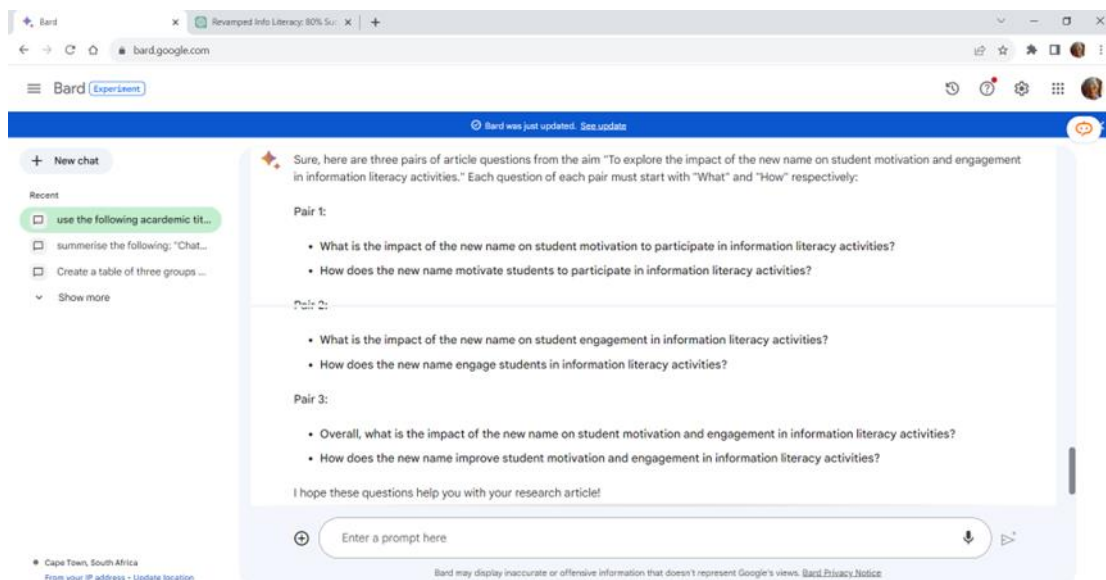 Bard
Revamped Info Literacy: 80% Su
bard.google.com
Bard Experiment
Bard was just updated. See update
New chat
Recent
use the following acardemic tit...
summerise the following: "Chat...
Create a table of three groups ...
Show more
Sure, here are three pairs of article questions from the aim "To explore the impact of the new name on student motivation and engagement
in information literacy activities." Each question of each pair must start with "What" and "How" respectively:
Pair 1:
• What is the impact of the new name on student motivation to participate in information literacy activities?
• How does the new name motivate students to participate in information literacy activities?
Pair 2:
• What is the impact of the new name on student engagement in information literacy activities?
• How does the new name engage students in information literacy activities?
Pair 3:
• Overall, what is the impact of the new name on student motivation and engagement in information literacy activities?
• How does the new name improve student motivation and engagement in information literacy activities?
I hope these questions help you with your research article!
Enter a prompt here
Cape Town, South Africa
From your IP address • Update location
Bard may display inaccurate or offensive information that doesn't represent Google's views. Bard Privacy Notice